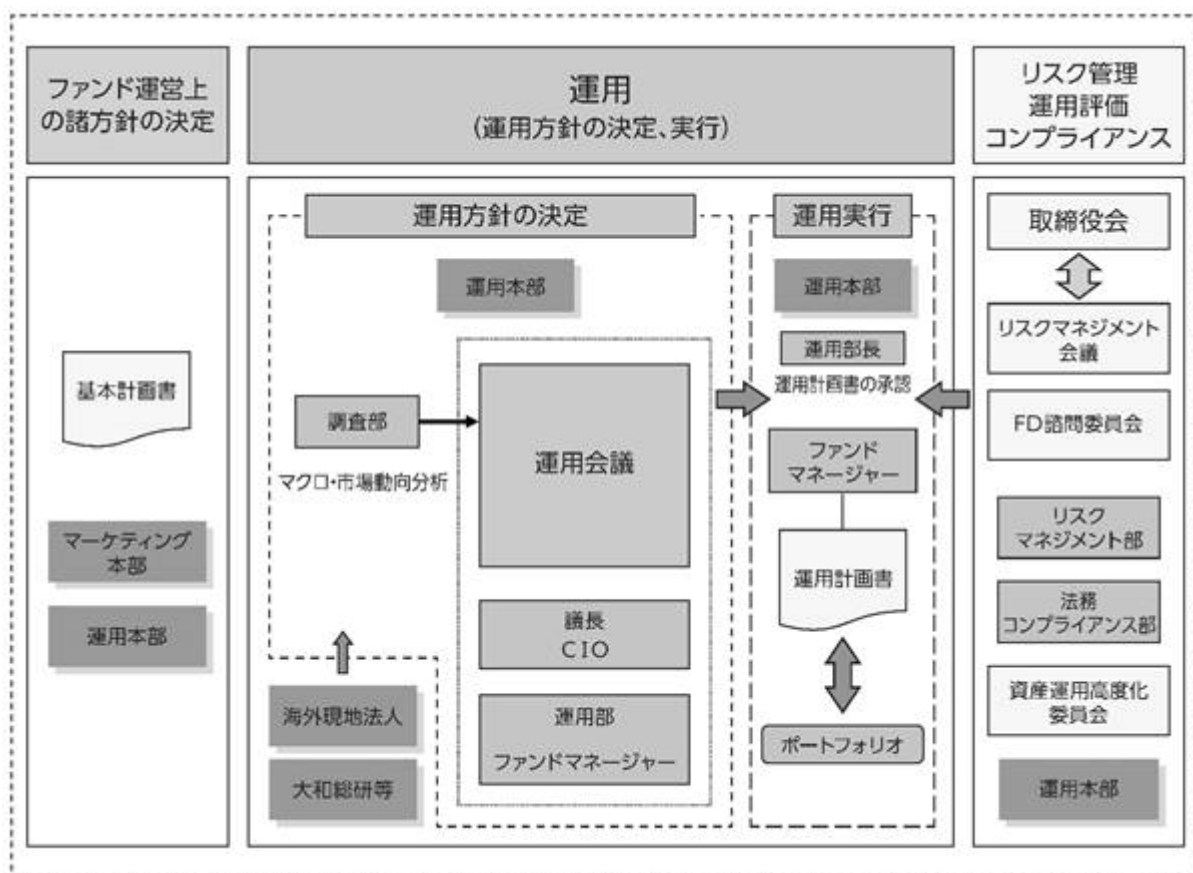 ファンド運営上
の諸方針の決定
基本計画書
マーケティング
本部
運用本部
運用
(運用方針の決定、実行)
運用方針の決定
運用本部
調査部
マクロ・市場動向分析
運用会議
議長
CIO
運用部
ファンドマネージャー
海外現地法人
大和総研等
運用実行
運用本部
運用部長
運用計画書の承認
ファンド
マネージャー
運用計画書
ポートフォリオ
リスク管理
運用評価
コンプライアンス
取締役会
リスクマネジメント
会議
FD諮問委員会
リスク
マネジメント部
法務
コンプライアンス部
資産運用高度化
委員会
運用本部